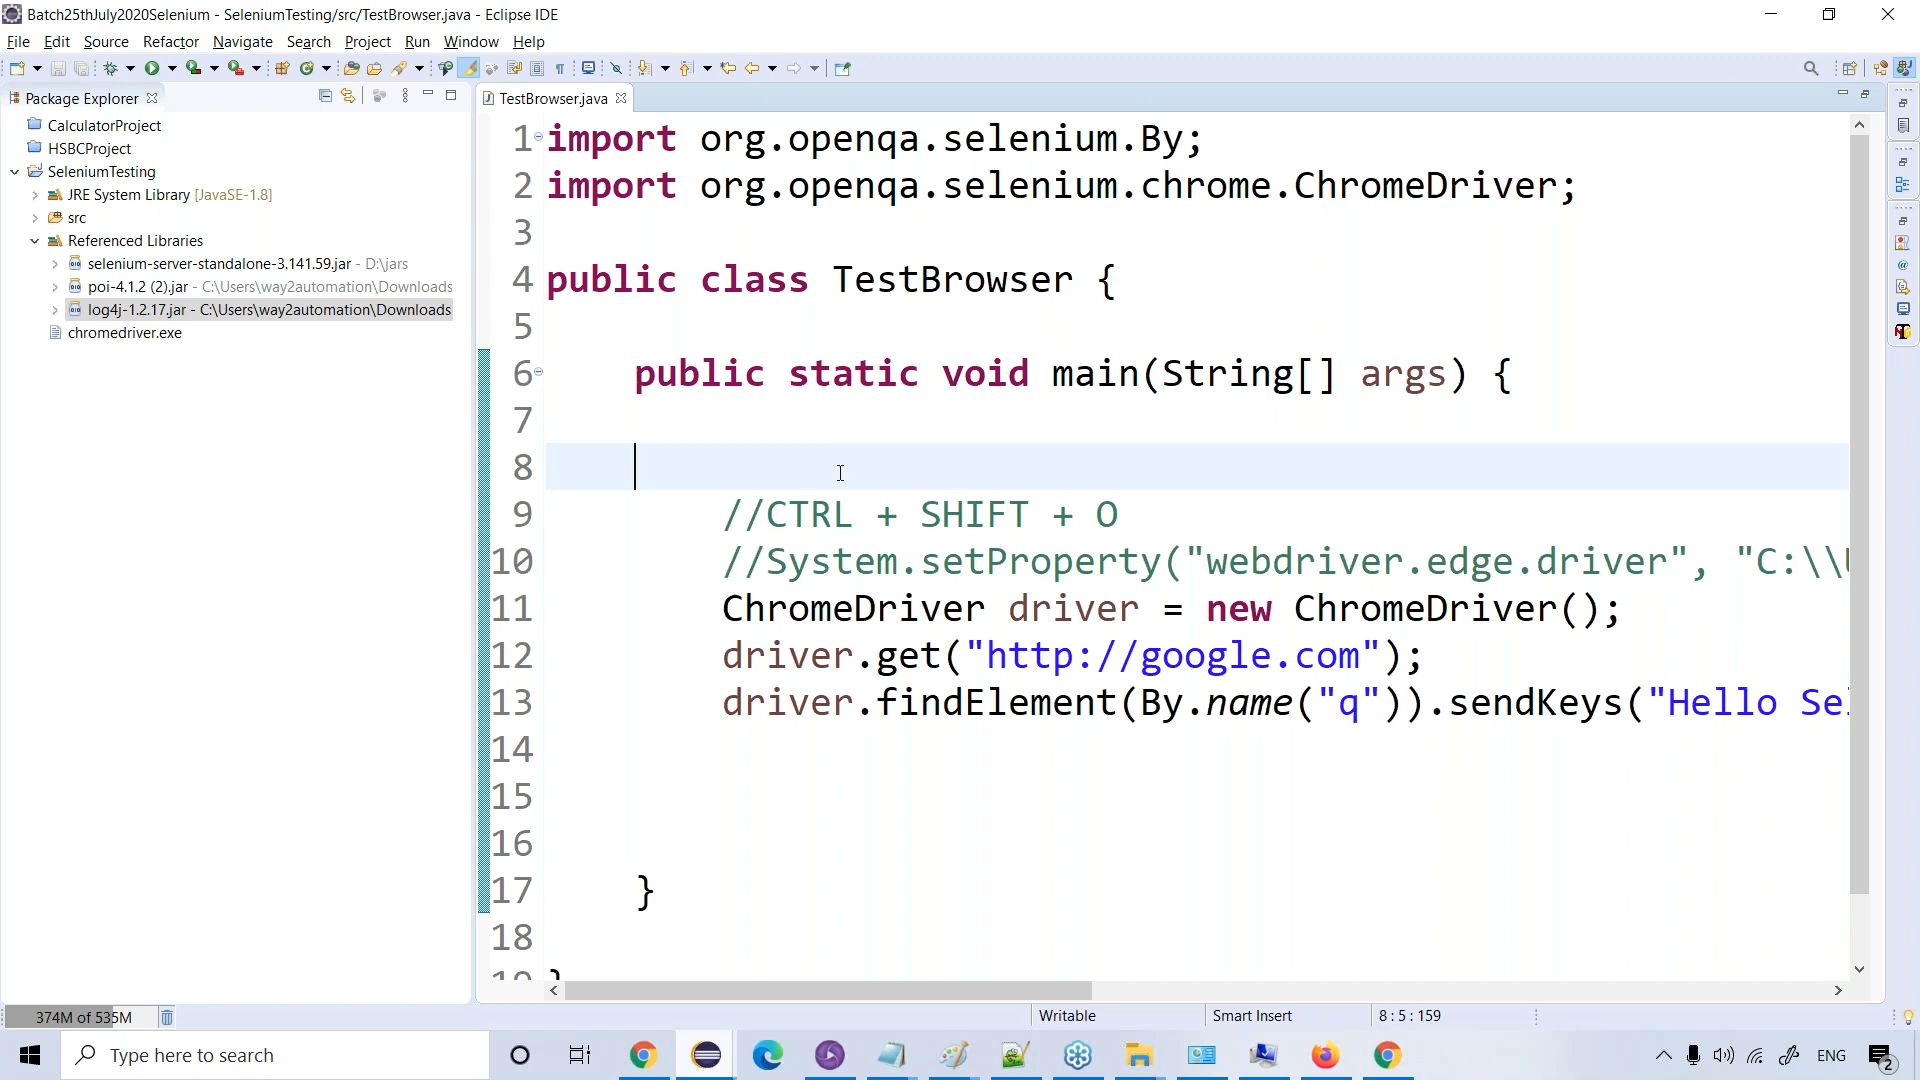 Batch25thJuly2020Selenium - SeleniumTesting/src/TestBrowser.java - Eclipse IDE
File Edit Source Refactor Navigate Search Project Run Window Help
Package Explorer
CalculatorProject
HSBCProject
SeleniumTesting
JRE System Library [JavaSE-1.8]
src
Referenced Libraries
selenium-server-standalone-3.141.59.jar - D:\jars
poi-4.1.2 (2).jar - C:\Users\way2automation\Downloads
log4j-1.2.17.jar - C:\Users\way2automation\Downloads
chromedriver.exe
TestBrowser.java
1 import org.openqa.selenium.By;
2 import org.openqa.selenium.chrome.ChromeDriver;
3
4 public class TestBrowser {
5
6 public static void main(String[] args) {
7
8
9 //CTRL + SHIFT + O
10 //System.setProperty("webdriver.edge.driver", "C:\\
11 ChromeDriver driver = new ChromeDriver();
12 driver.get("http://google.com");
13 driver.findElement(By.name("q")).sendKeys("Hello Se
14
15
16
17 }
18
19 }
374M of 535M
Writable
Smart Insert
8 : 5 : 159
Type here to search
ENG
2